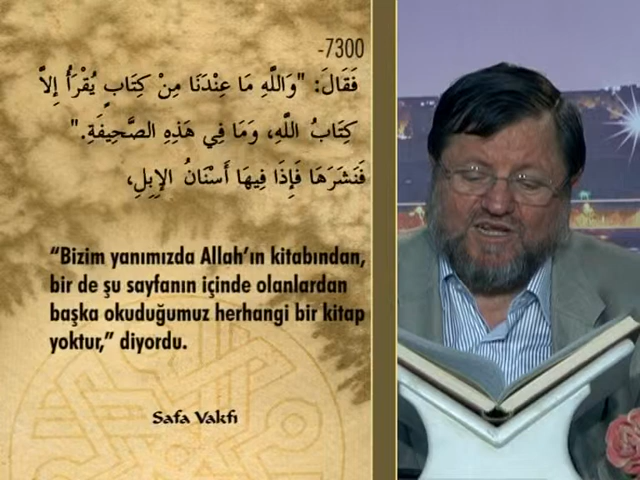 -7300
فَقَالَ: "وَاللَّهِ مَا عِنْدَنَا مِنْ كِتَابٍ يُقْرَأُ إِلاَّ
كِتَابُ اللَّهِ، وَمَا فِي هَذِهِ الصَّحِيفَةِ."
فَنَشَرَهَا فَإِذَا فِيهَا أَسْنَانُ الإِبِلِ،
“Bizim yanımızda Allah’ın kitabından,
bir de şu sayfanın içinde olanlardan
başka okuduğumuz herhangi bir kitap
yoktur,” diyordu.
Safa Vakfı